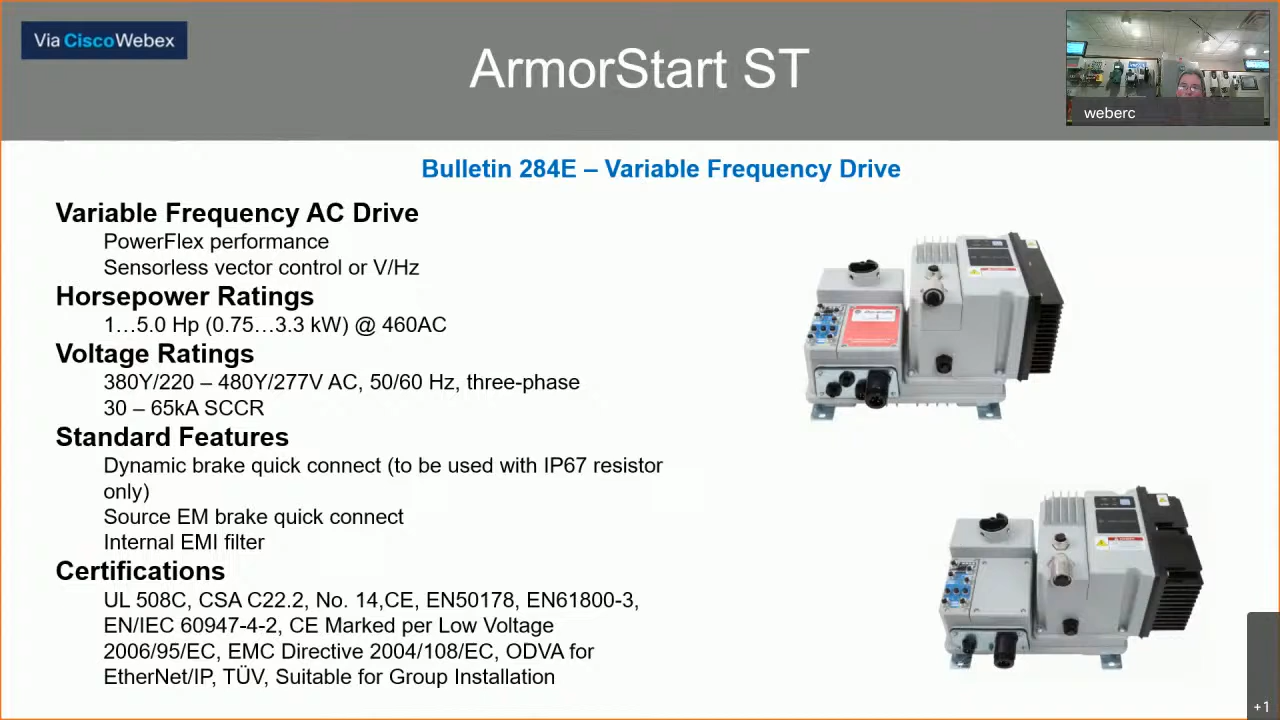 Via CiscoWebex
ArmorStart ST
weberc
Bulletin 284E – Variable Frequency Drive
Variable Frequency AC Drive
PowerFlex performance
Sensorless vector control or V/Hz
Horsepower Ratings
1…5.0 Hp (0.75…3.3 kW) @ 460AC
Voltage Ratings
380Y/220 – 480Y/277V AC, 50/60 Hz, three-phase
30 – 65kA SCCR
Standard Features
Dynamic brake quick connect (to be used with IP67 resistor
only)
Source EM brake quick connect
Internal EMI filter
Certifications
UL 508C, CSA C22.2, No. 14,CE, EN50178, EN61800-3,
EN/IEC 60947-4-2, CE Marked per Low Voltage
2006/95/EC, EMC Directive 2004/108/EC, ODVA for
EtherNet/IP, TÜV, Suitable for Group Installation
+1